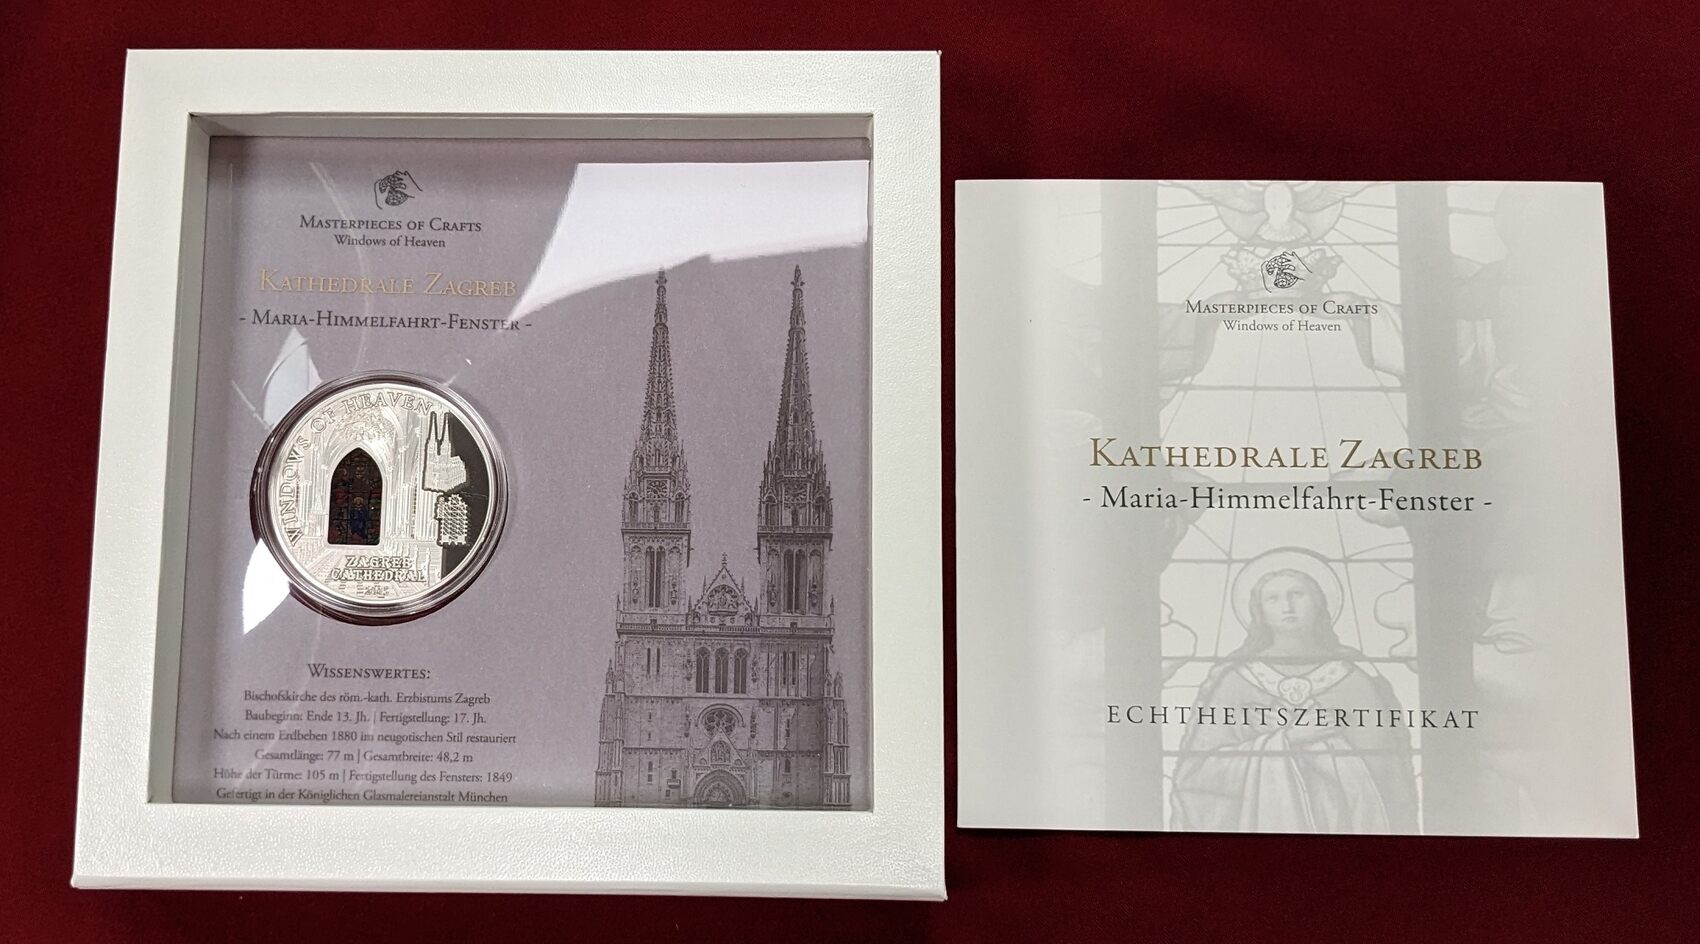 MASTERPIECES OF CRAFTS
Windows of Heaven
KATHEDRALE ZAGREB
- MARIA-HIMMELFAHRT-FENSTER -
WINDOWS OF HEAVEN
ZAGREB
CATHEDRAL
WISSENSWERTES:
Bischofskirche des röm.-kath. Erzbistums Zagreb
Baubeginn: Ende 13. Jh. | Fertigstellung: 17. Jh.
Nach einem Erdbeben 1880 im neugotischen Stil restauriert
Gesamtlänge: 77 m | Gesamtbreite: 48,2 m
Höhe der Türme: 105 m | Fertigstellung des Fensters: 1849
Gefertigt in der Königlichen Glasmalereianstalt München
MASTERPIECES OF CRAFTS
Windows of Heaven
KATHEDRALE ZAGREB
- Maria-Himmelfahrt-Fenster -
ECHTHEITSZERTIFIKAT